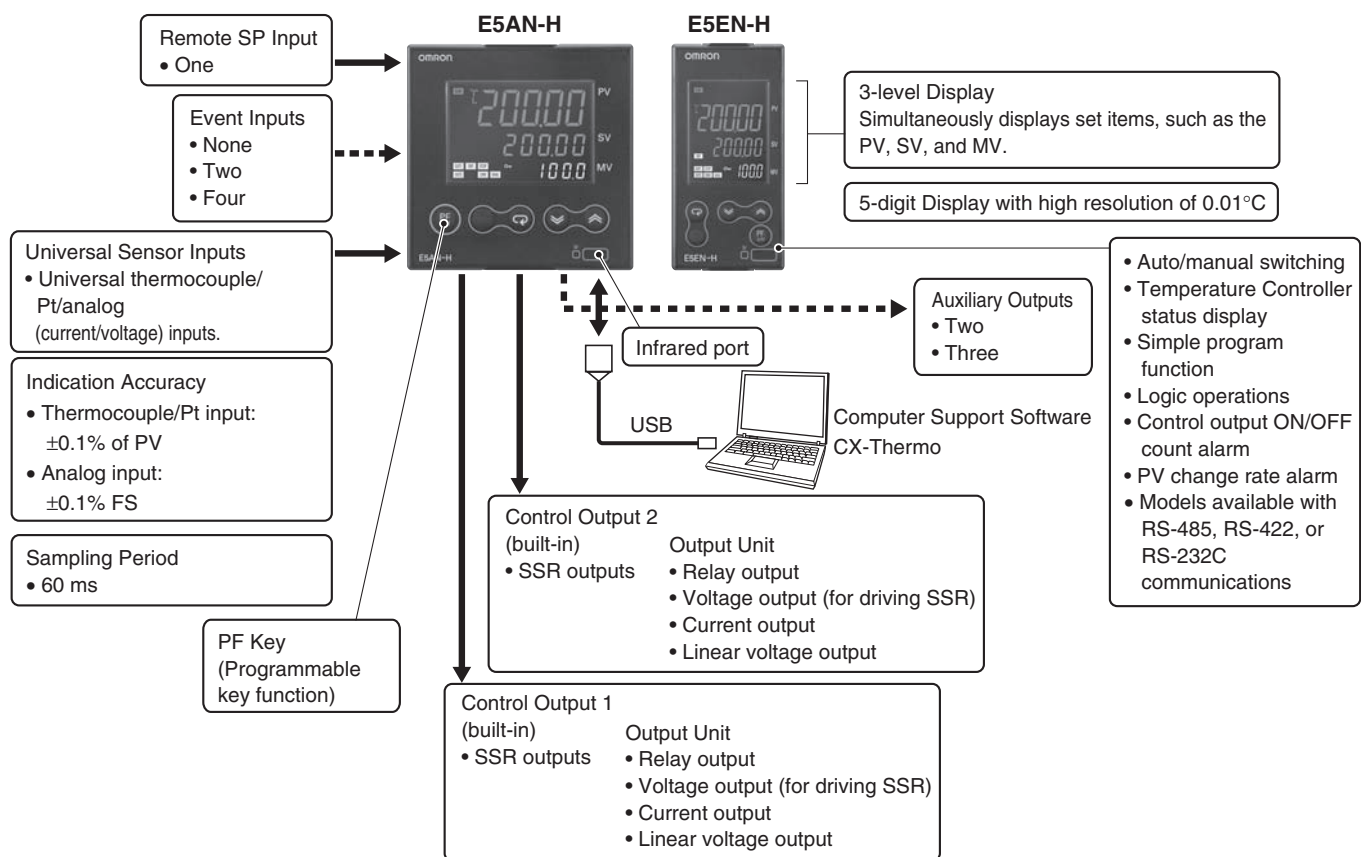 E5AN-H
E5EN-H
Remote SP Input
• One
Event Inputs
• None
• Two
• Four
Universal Sensor Inputs
• Universal thermocouple/
Pt/analog
(current/voltage) inputs.
Indication Accuracy
• Thermocouple/Pt input:
±0.1% of PV
• Analog input:
±0.1% FS
Sampling Period
• 60 ms
PF Key
(Programmable
key function)
OMRON
200.00 PV
200.00 SV
100.0 MV
PF
E5AN-H
OMRON
200.00 PV
200.00 SV
100.0 MV
PF
E5EN-H
3-level Display
Simultaneously displays set items, such as the
PV, SV, and MV.
5-digit Display with high resolution of 0.01°C
• Auto/manual switching
• Temperature Controller
status display
• Simple program
function
• Logic operations
• Control output ON/OFF
count alarm
• PV change rate alarm
• Models available with
RS-485, RS-422, or
RS-232C
communications
Auxiliary Outputs
• Two
• Three
Infrared port
USB
Computer Support Software
CX-Thermo
Control Output 2
(built-in)
• SSR outputs
Output Unit
• Relay output
• Voltage output (for driving SSR)
• Current output
• Linear voltage output
Control Output 1
(built-in)
• SSR outputs
Output Unit
• Relay output
• Voltage output (for driving SSR)
• Current output
• Linear voltage output